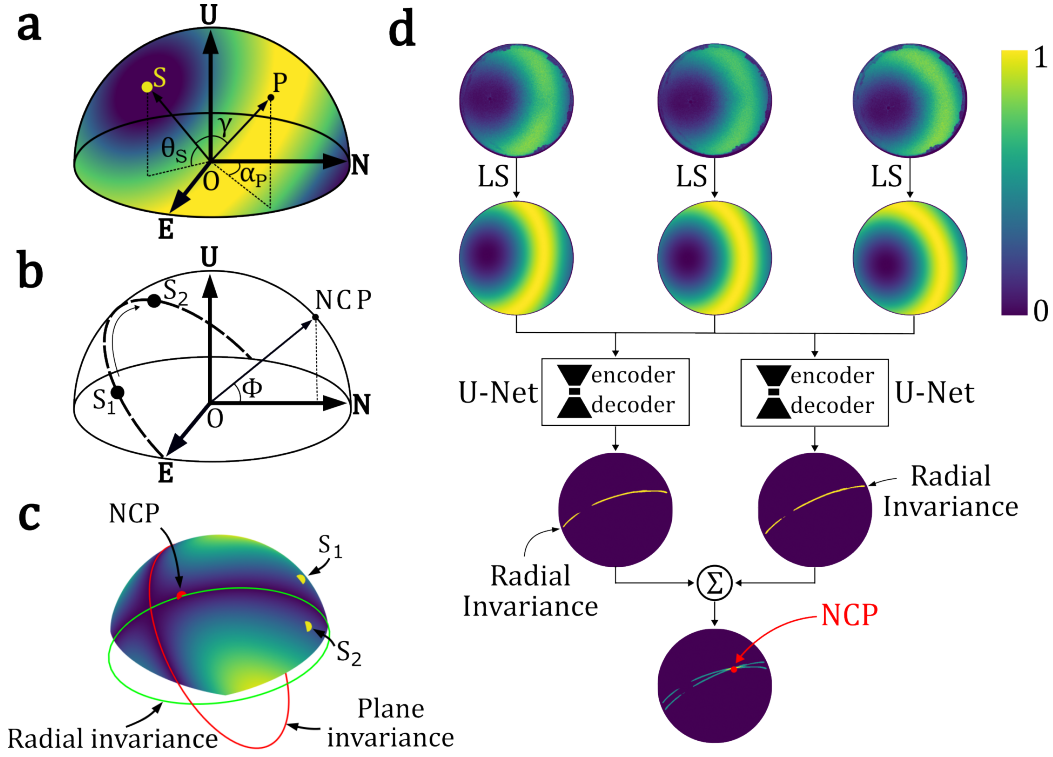 a
U
S
P
γ
θS
αP
O
N
E
b
U
S2
NCP
S1
Φ
O
N
E
c
NCP
S1
S2
Radial invariance
Plane
invariance
d
1
0
LS
LS
LS
U-Net
encoder
decoder
encoder
decoder
U-Net
Radial
Invariance
Radial
Invariance
Σ
NCP